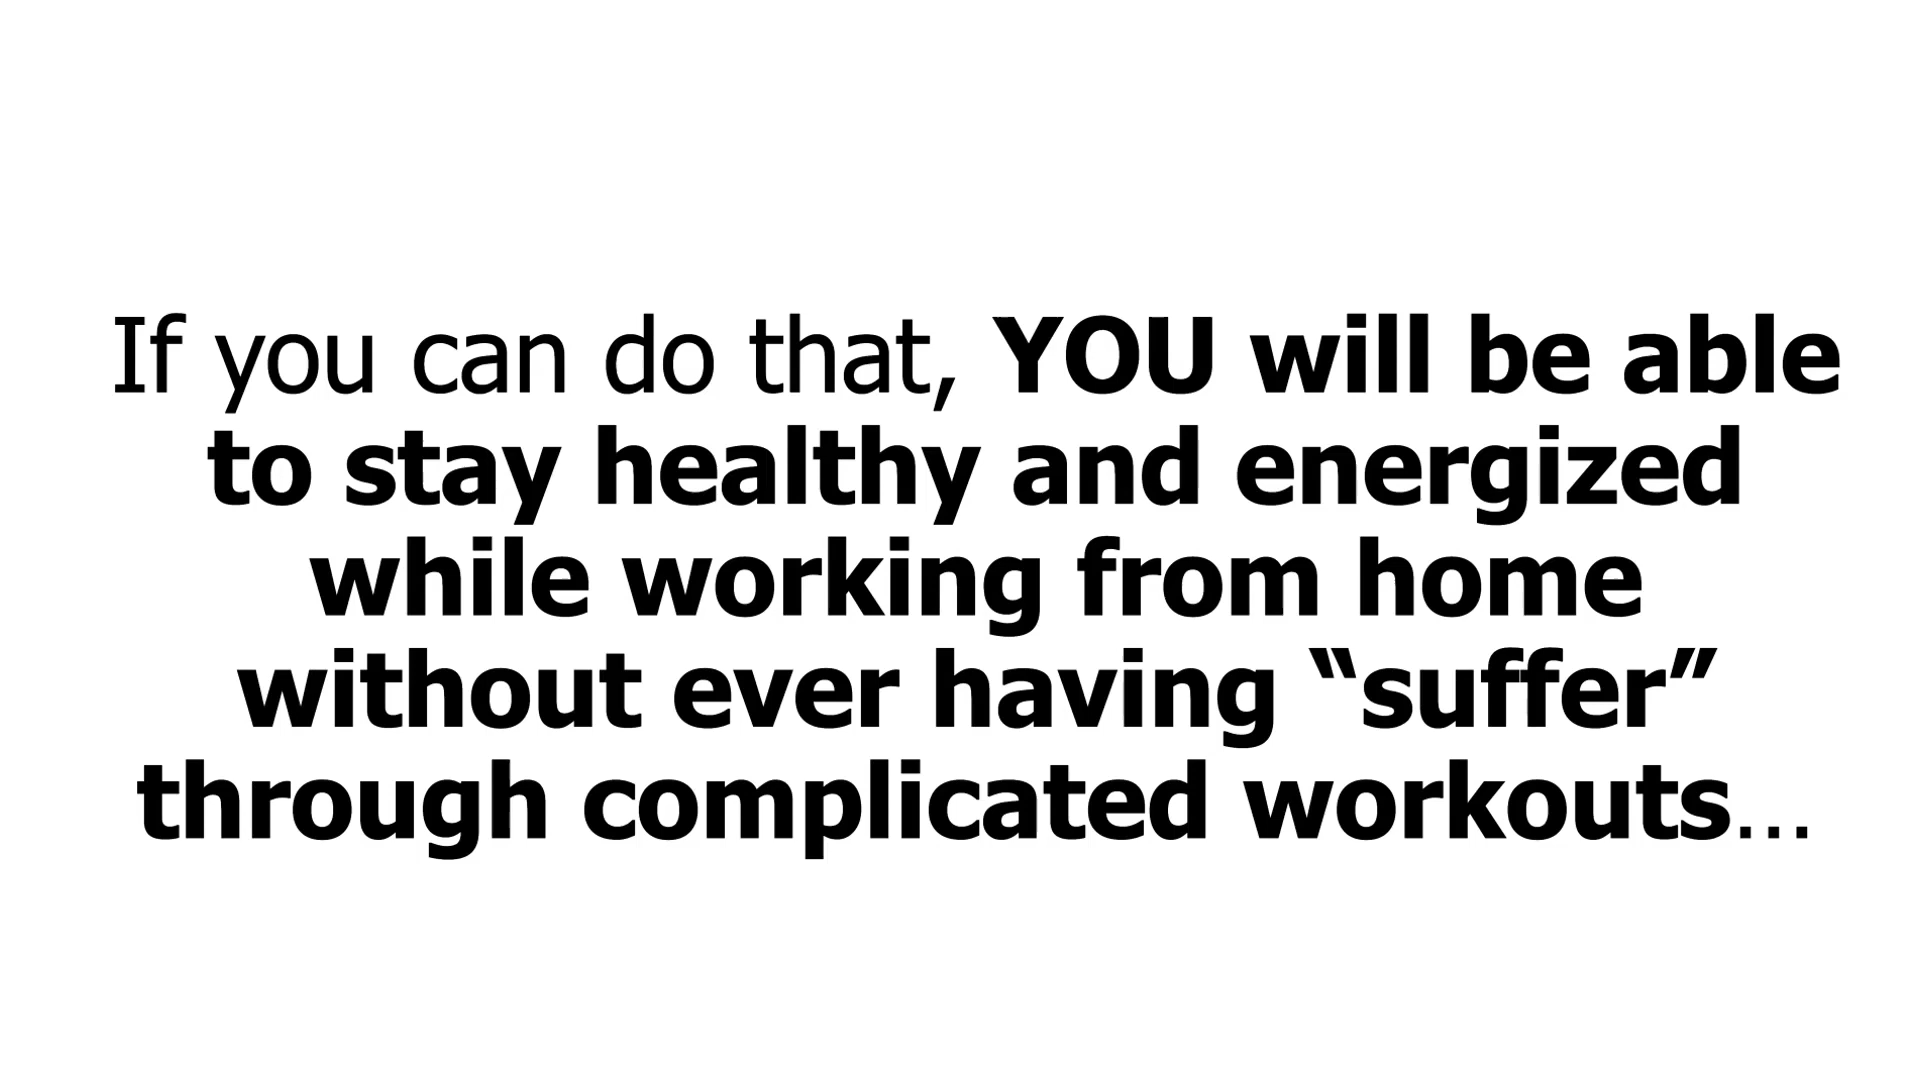 If you can do that, YOU will be able
to stay healthy and energized
while working from home
without ever having “suffer”
through complicated workouts…